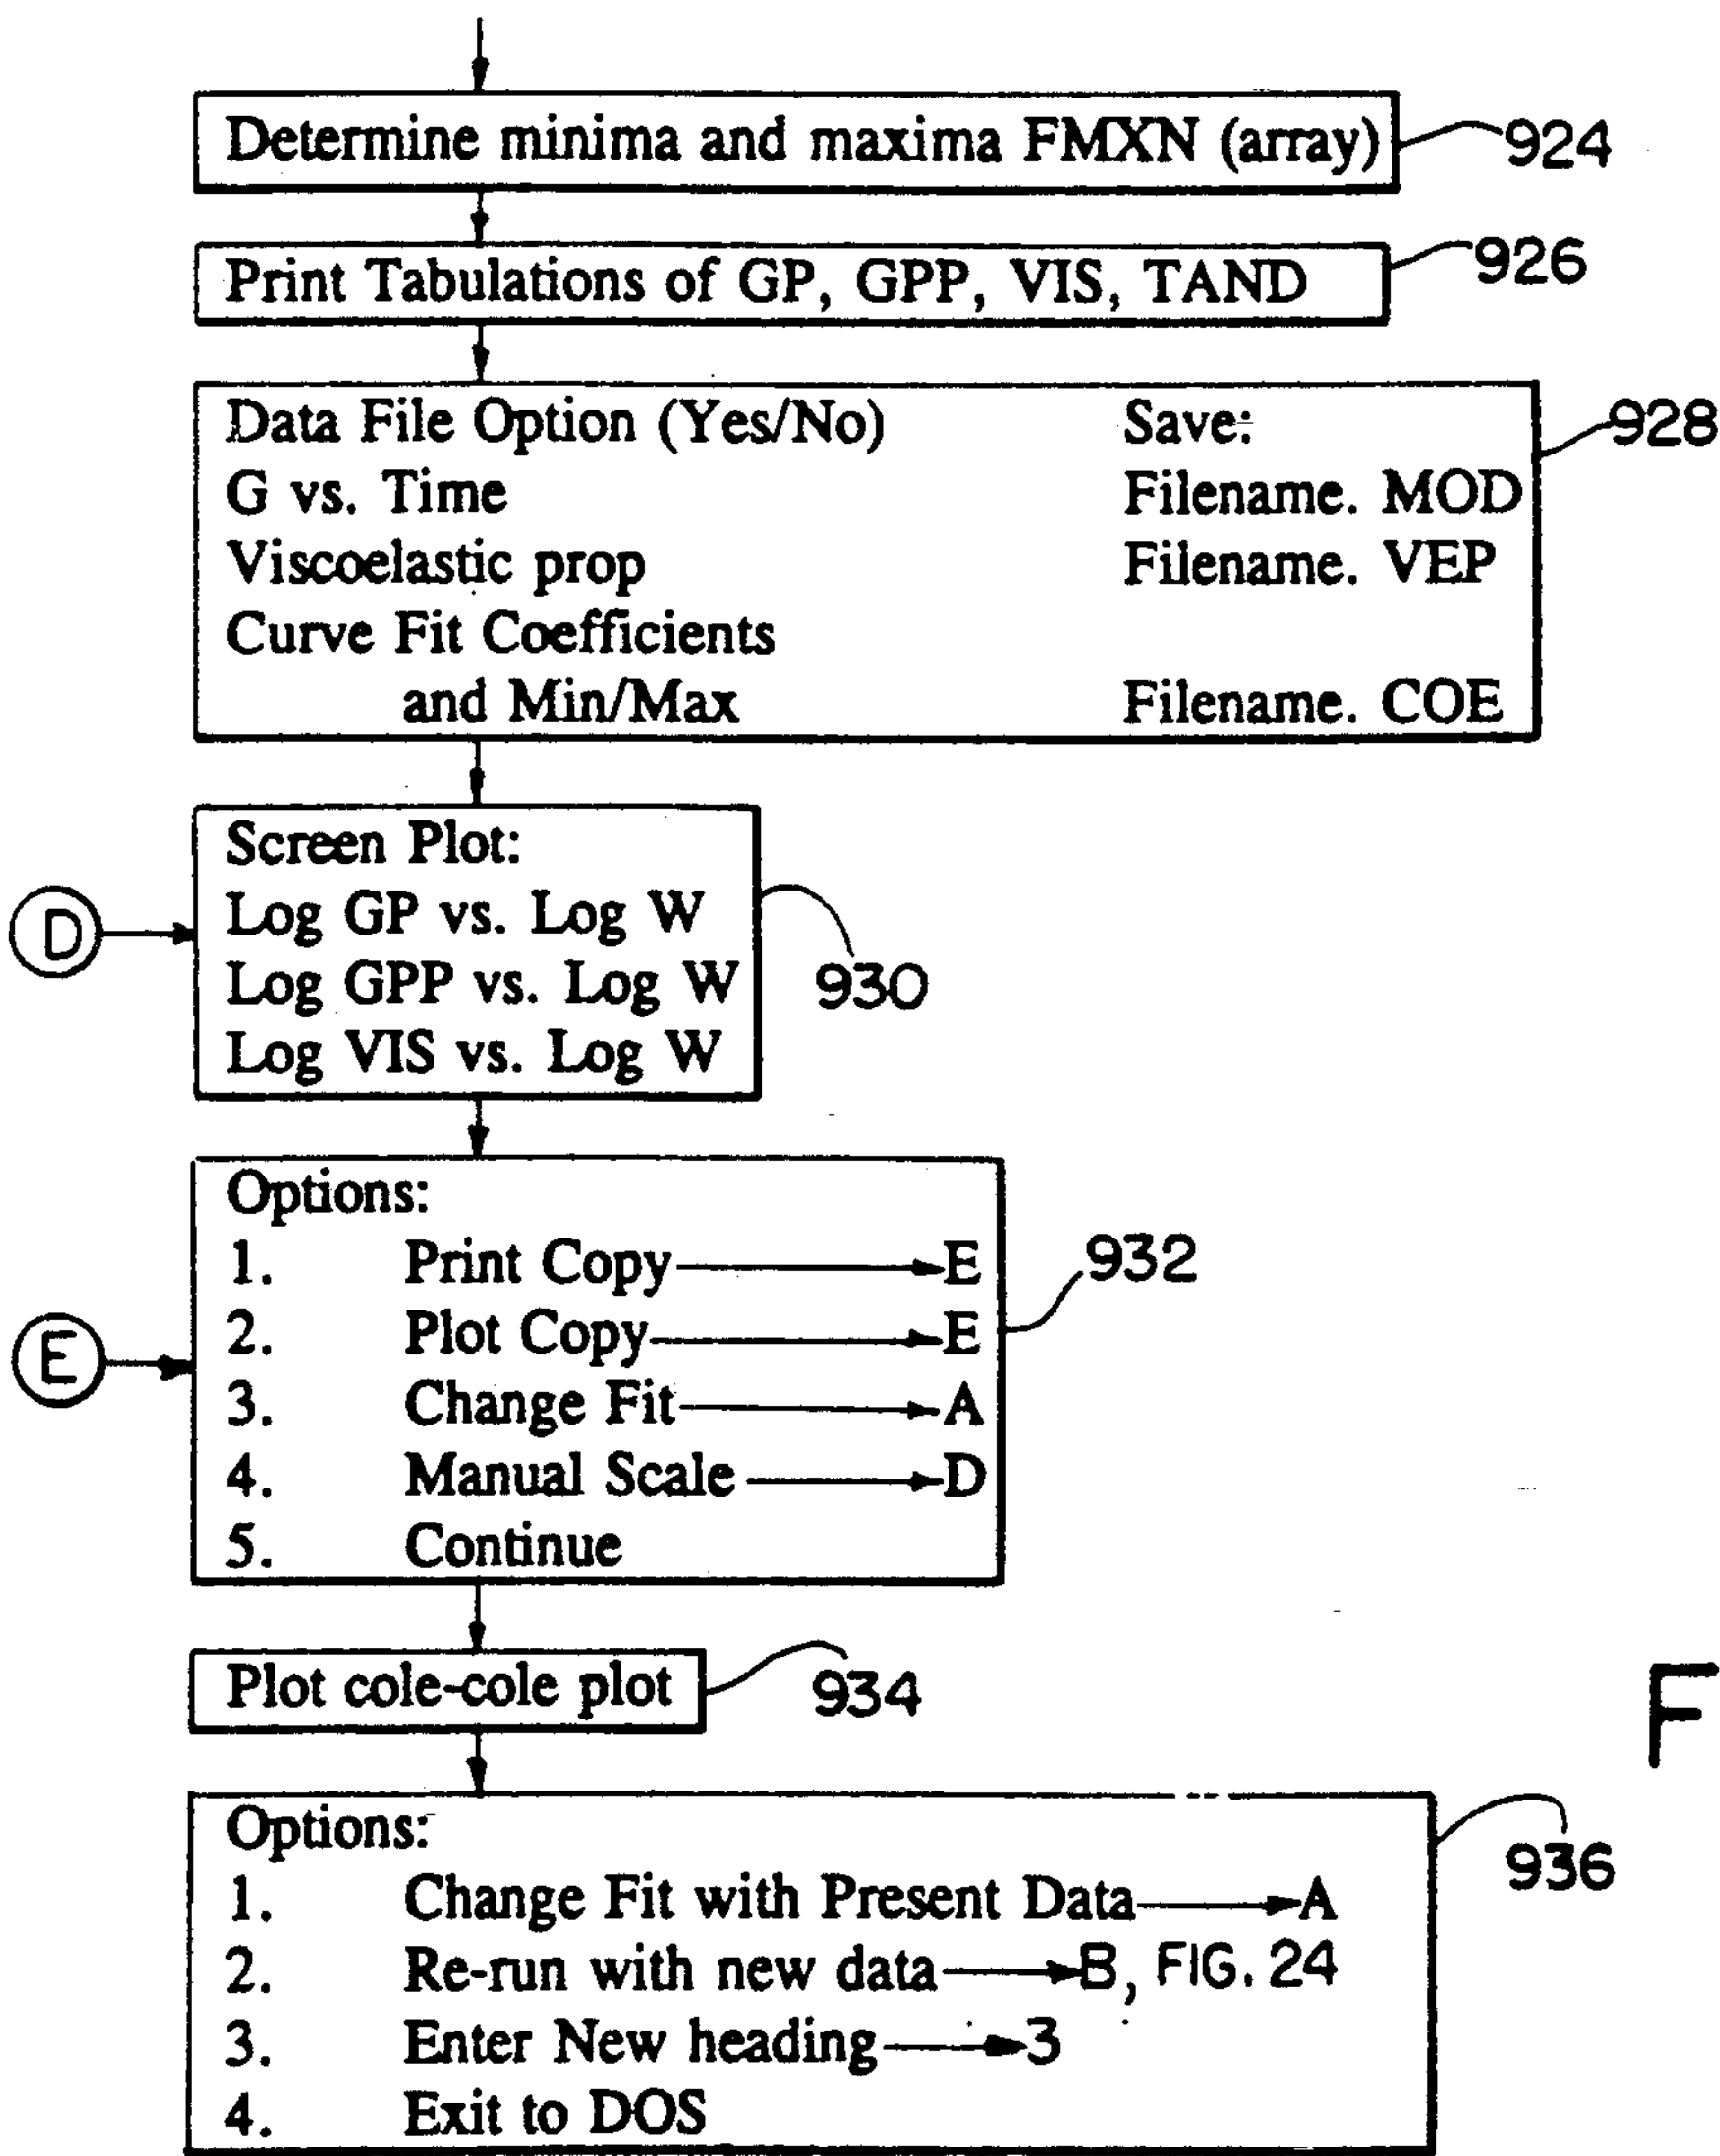 Determine minima and maxima FMXN (array) 924
Print Tabulations of GP, GPP, VIS, TAND 926
Data File Option (Yes/No) Save: 928
G vs. Time Filename. MOD
Viscoelastic prop Filename. VEP
Curve Fit Coefficients
and Min/Max Filename. COE
Screen Plot:
D Log GP vs. Log W
Log GPP vs. Log W 930
Log VIS vs. Log W
Options:
1. Print Copy E 932
E 2. Plot Copy E
3. Change Fit A
4. Manual Scale D
5. Continue
Plot cole-cole plot 934
F
Options:
1. Change Fit with Present Data A 936
2. Re-run with new data B, FIG. 24
3. Enter New heading 3
4. Exit to DOS